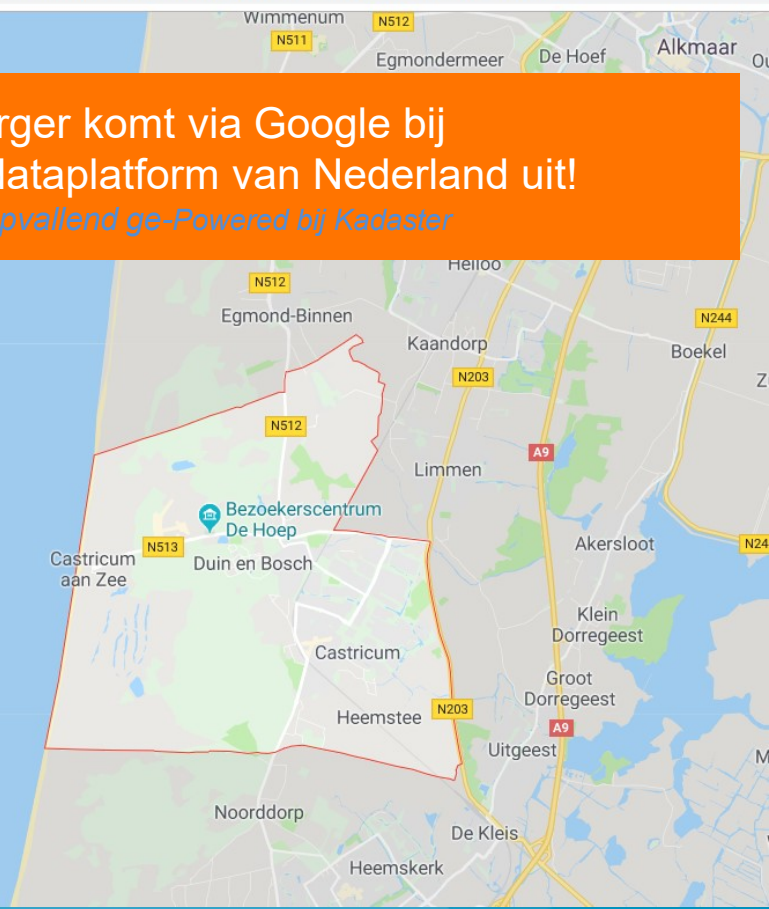 Wimmenum
N512
N511
Egmondermeer
De Hoef
Alkmaar
rger komt via Google bij
lataplatform van Nederland uit!
pvallend ge-Powered bij Kadaster
Heiloo
N512
Egmond-Binnen
N244
Kaandorp
Boekel
N203
N512
A9
Limmen
Bezoekerscentrum
De Hoep
N513
Akersloot
N24
Castricum
aan Zee
Duin en Bosch
Klein
Dorregeest
Castricum
Groot
Dorregeest
Heemstee
N203
A9
Uitgeest
Noorddorp
De Kleis
Heemskerk